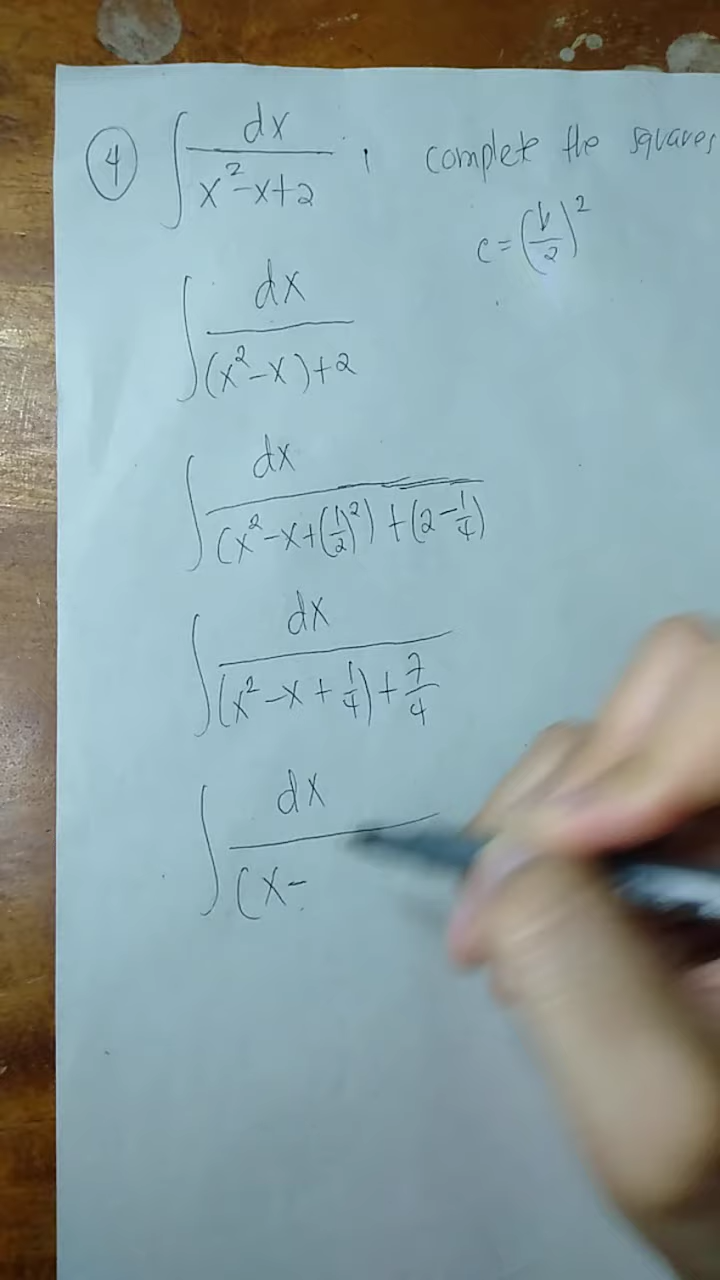 ④ ∫ dx / (x² - x + 2) ; complete the squares
c = (b/2)²
∫ dx / ((x² - x) + 2)
∫ dx / ((x² - x + (1/2)²) + (2 - 1/4))
∫ dx / ((x² - x + 1/4) + 7/4)
∫ dx / (x -